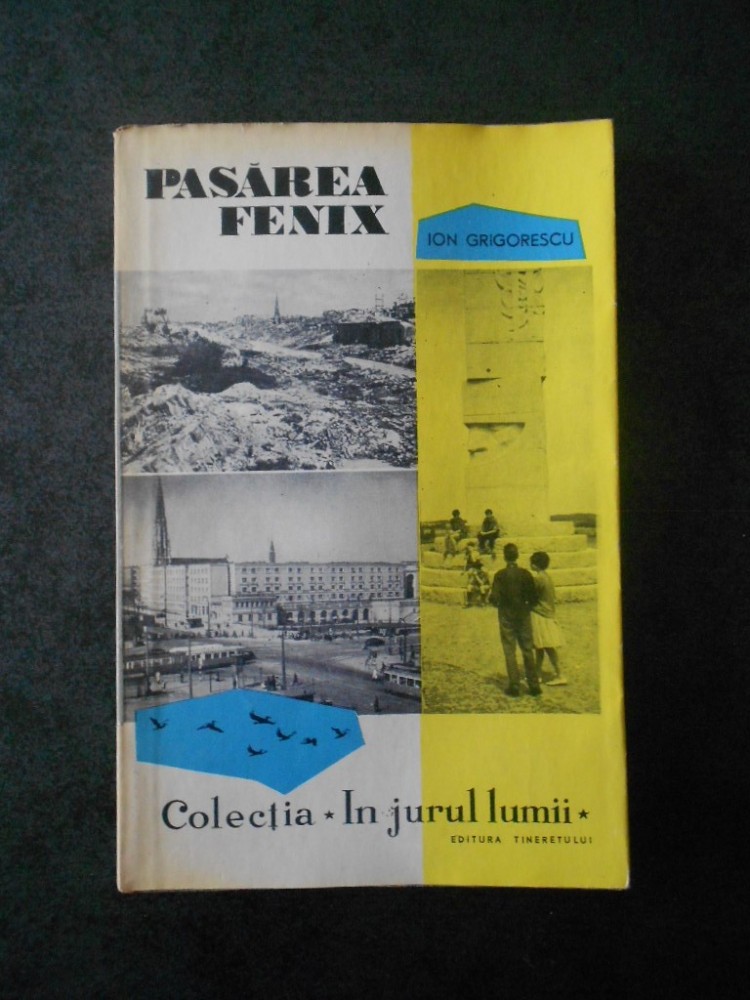 PASĂREA
FENIX
ION GRIGORESCU
Colecția ★ In jurul lumii ★
EDITURA TINERETULUI